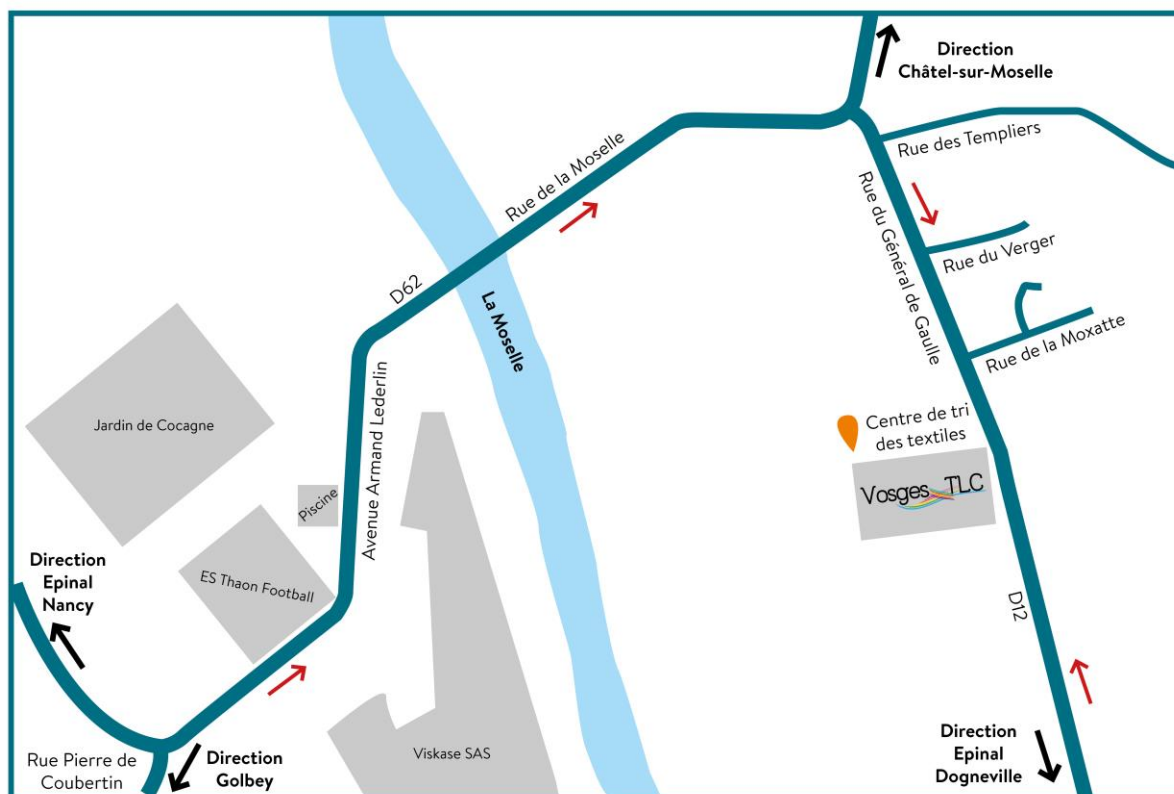 Direction
Châtel-sur-Moselle
Rue des Templiers
Rue de la Moselle
Rue du Général de Gaulle
Rue du Verger
D62
La Moselle
Rue de la Moxatte
Avenue Armand Lederlin
Jardin de Cocagne
Centre de tri
des textiles
Vosges TLC
Piscine
ES Thaon Football
Direction
Epinal
Nancy
D12
Rue Pierre de
Coubertin
Direction
Golbey
Viskase SAS
Direction
Epinal
Dogneville